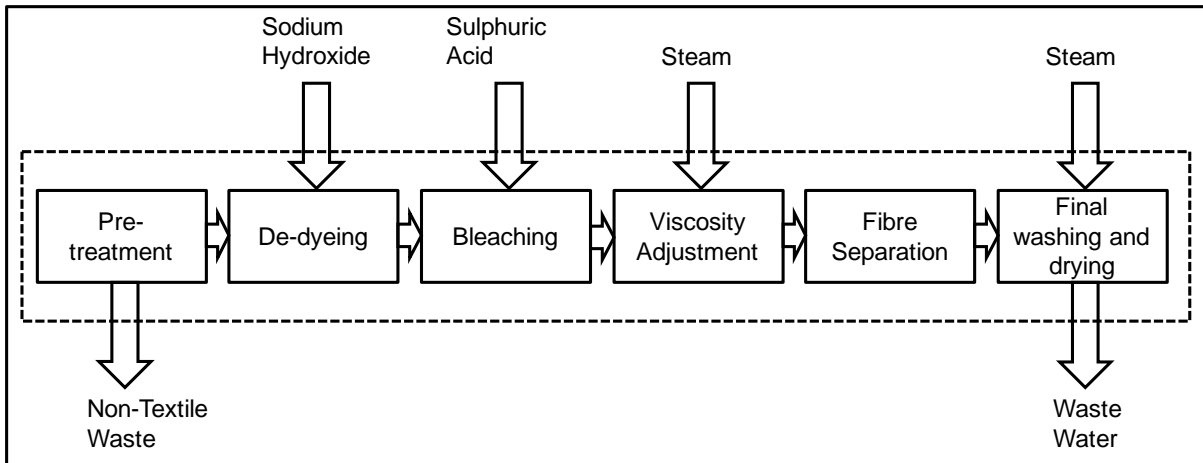 Sodium
Hydroxide
Sulphuric
Acid
Steam
Steam
Pre-
treatment
De-dyeing
Bleaching
Viscosity
Adjustment
Fibre
Separation
Final
washing and
drying
Non-Textile
Waste
Waste
Water